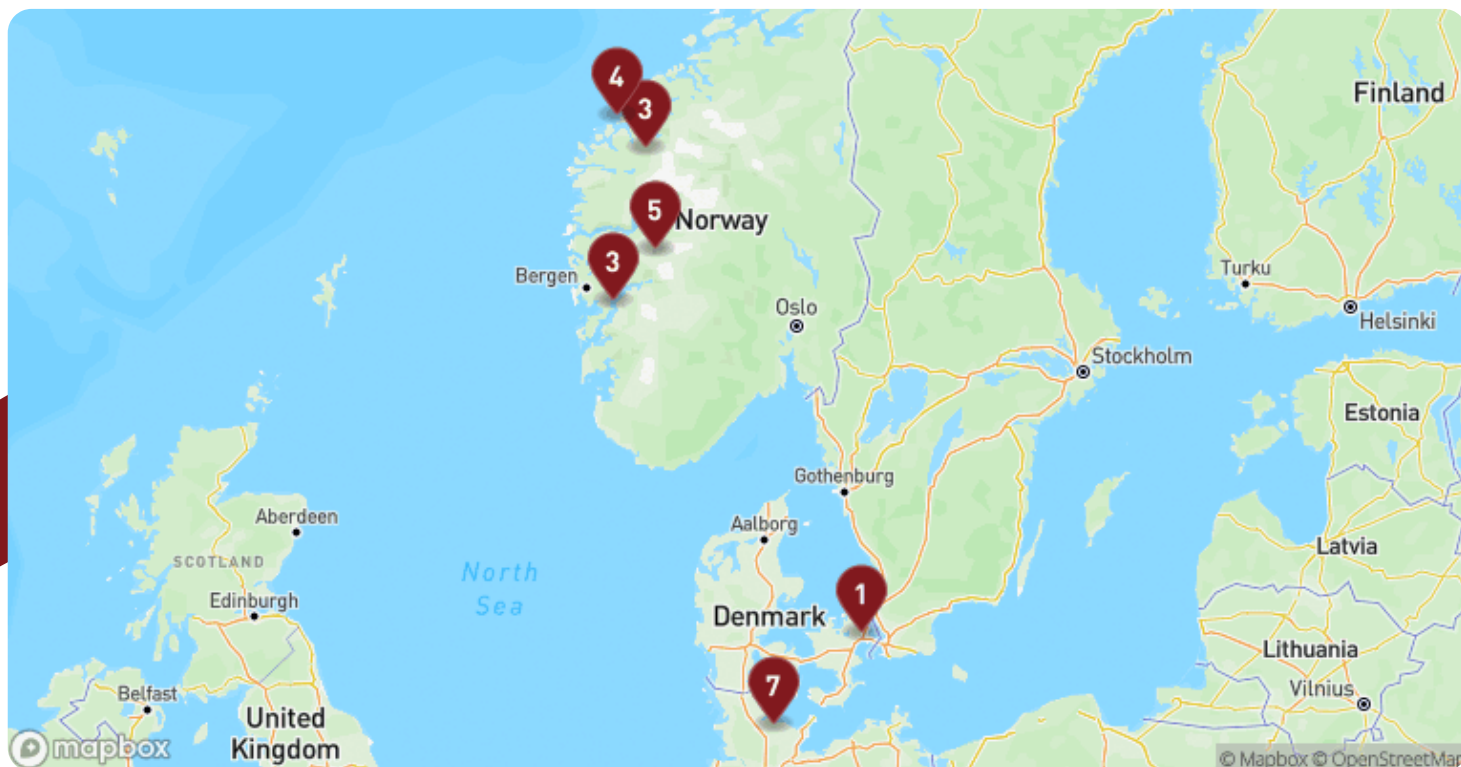 4
3
Finland
5
Norway
3
Bergen
Turku
Oslo
Helsinki
Stockholm
Estonia
Gothenburg
Aberdeen
Aalborg
SCOTLAND
North
Sea
Latvia
1
Edinburgh
Denmark
Lithuania
7
Belfast
Vilnius
United
Kingdom
mapbox
© Mapbox © OpenStreetMap